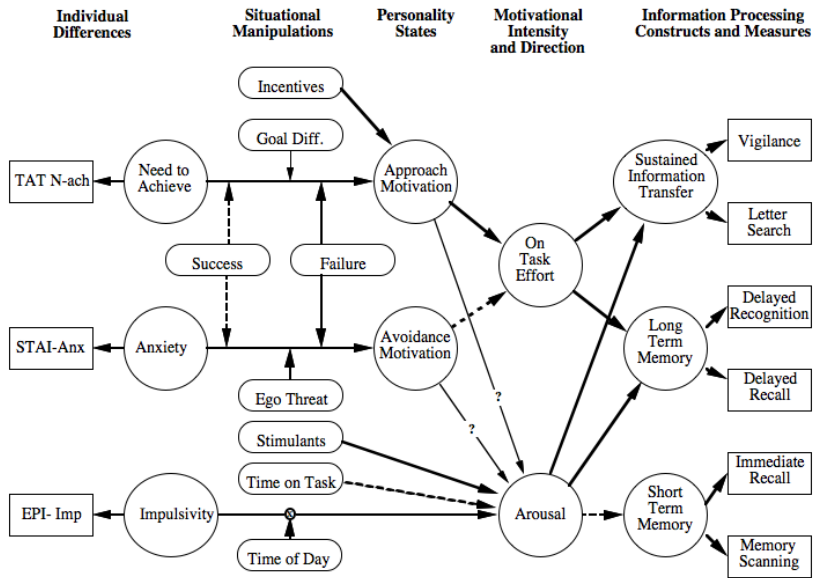 Individual
Differences
Situational
Manipulations
Personality
States
Motivational
Intensity
and Direction
Information Processing
Constructs and Measures
Incentives
Goal Diff.
TAT N-ach
Need to
Achieve
Approach
Motivation
Sustained
Information
Transfer
Vigilance
Letter
Search
Success
Failure
On
Task
Effort
STAI-Anx
Anxiety
Avoidance
Motivation
Long
Term
Memory
Delayed
Recognition
Delayed
Recall
Ego Threat
?
?
Stimulants
Time on Task
EPI- Imp
Impulsivity
x
Time of Day
Arousal
Short
Term
Memory
Immediate
Recall
Memory
Scanning